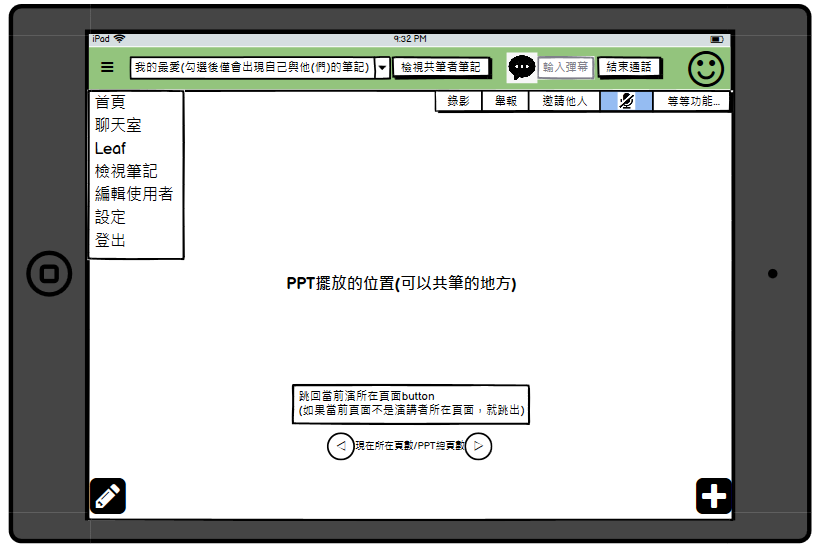 iPad
9:32 PM
我的最愛(勾選後僅會出現自己與他(們)的筆記)
檢視共筆者筆記
輸入彈幕
結束通話
錄影
舉報
邀請他人
等等功能...
首頁
聊天室
Leaf
檢視筆記
編輯使用者
設定
登出
PPT擺放的位置(可以共筆的地方)
跳回當前演所在頁面button
(如果當前頁面不是演講者所在頁面，就跳出)
現在所在頁數/PPT總頁數